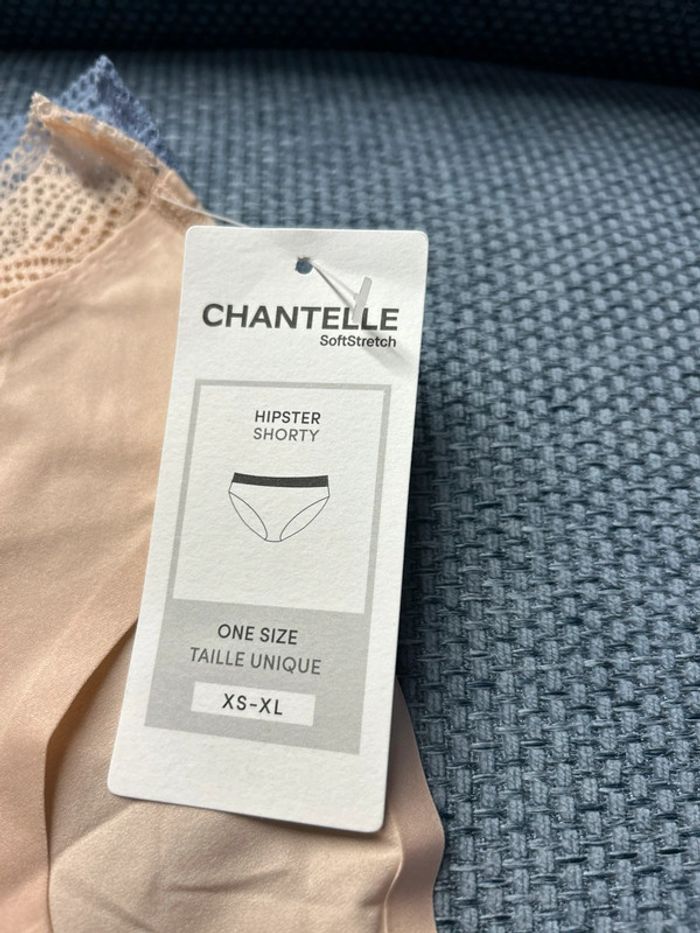 CHANTELLE
SoftStretch
HIPSTER
SHORTY
ONE SIZE
TAILLE UNIQUE
XS-XL